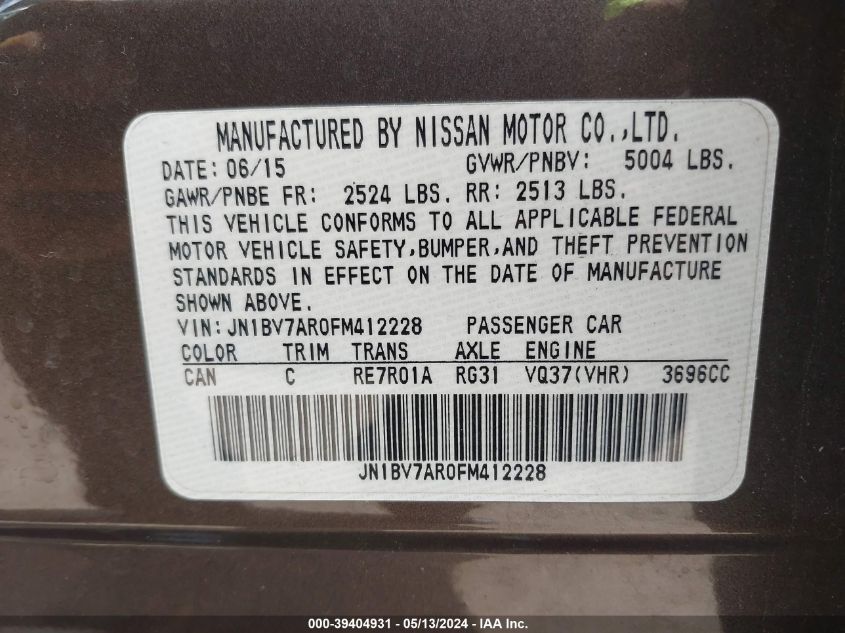 MANUFACTURED BY NISSAN MOTOR CO.,LTD.
DATE: 06/15 GVWR/PNBV: 5004 LBS.
GAWR/PNBE FR: 2524 LBS. RR: 2513 LBS.
THIS VEHICLE CONFORMS TO ALL APPLICABLE FEDERAL
MOTOR VEHICLE SAFETY,BUMPER,AND THEFT PREVENTION
STANDARDS IN EFFECT ON THE DATE OF MANUFACTURE
SHOWN ABOVE.
VIN: JN1BV7AR0FM412228 PASSENGER CAR
COLOR TRIM TRANS AXLE ENGINE
CAN C RE7R01A RG31 VQ37(VHR) 3696CC
JN1BV7AR0FM412228
000-39404931 - 05/13/2024 - IAA Inc.